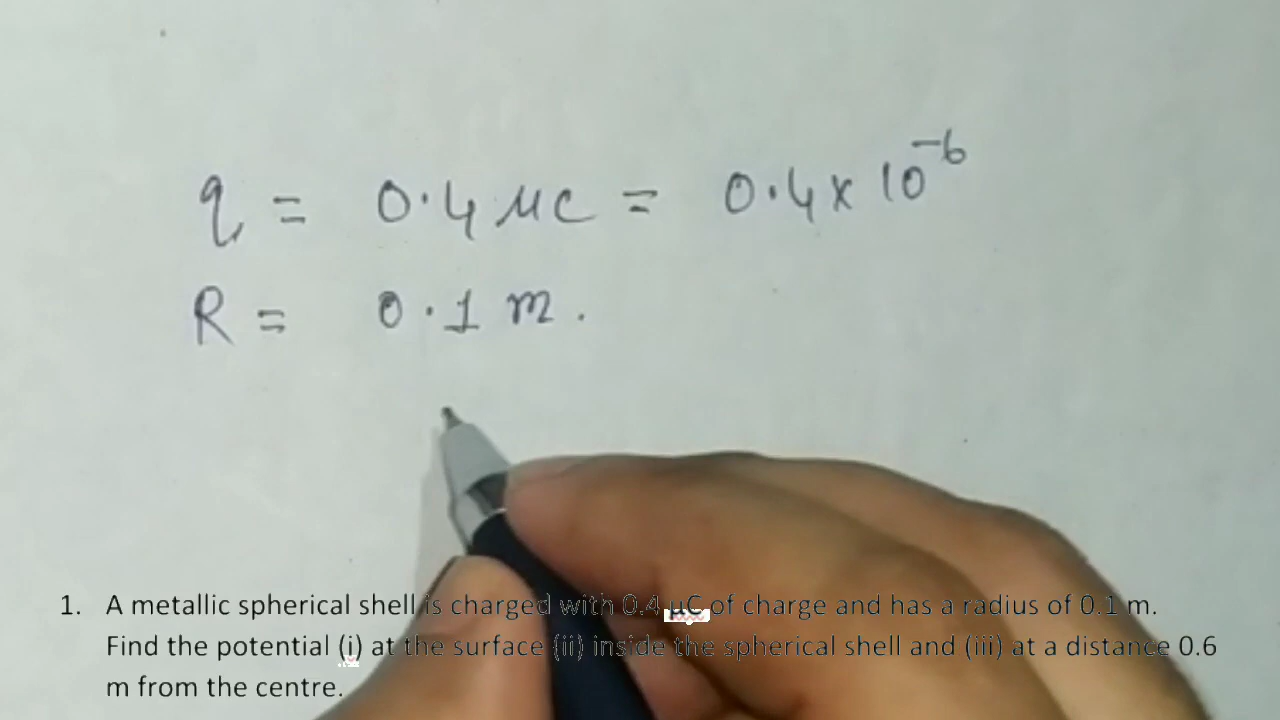 q = 0.4 μc = 0.4 x 10⁻⁶
R = 0.1 m.
1. A metallic spherical shell is charged with 0.4 μC of charge and has a radius of 0.1 m.
Find the potential (i) at the surface (ii) inside the spherical shell and (iii) at a distance 0.6
m from the centre.